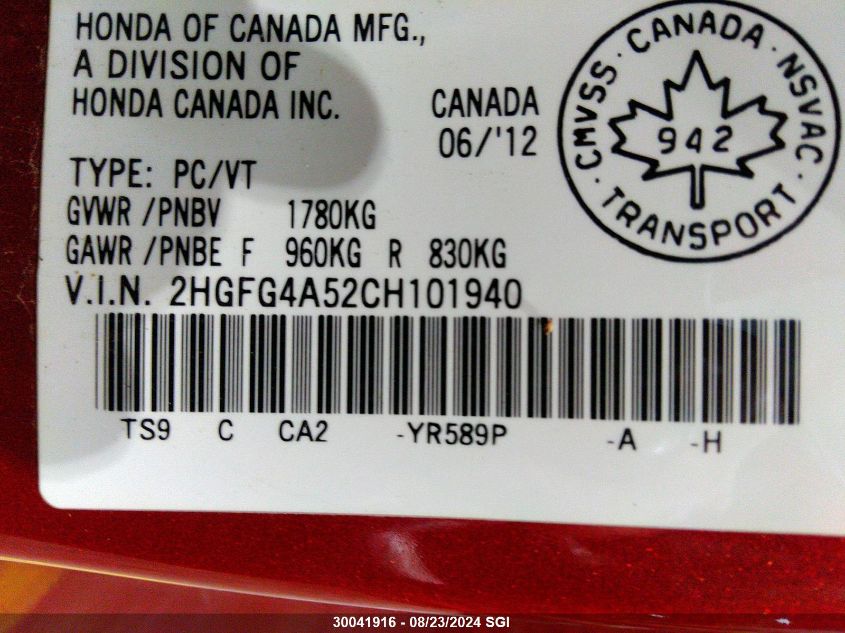 HONDA OF CANADA MFG.,
A DIVISION OF
HONDA CANADA INC.
CANADA
06/'12
· CANADA · NSVAC · TRANSPORT · CMVSS
942
TYPE: PC/VT
GVWR /PNBV 1780KG
GAWR /PNBE F 960KG R 830KG
V.I.N. 2HGFG4A52CH101940
TS9 C CA2 -YR589P -A -H
30041916 - 08/23/2024 SGI